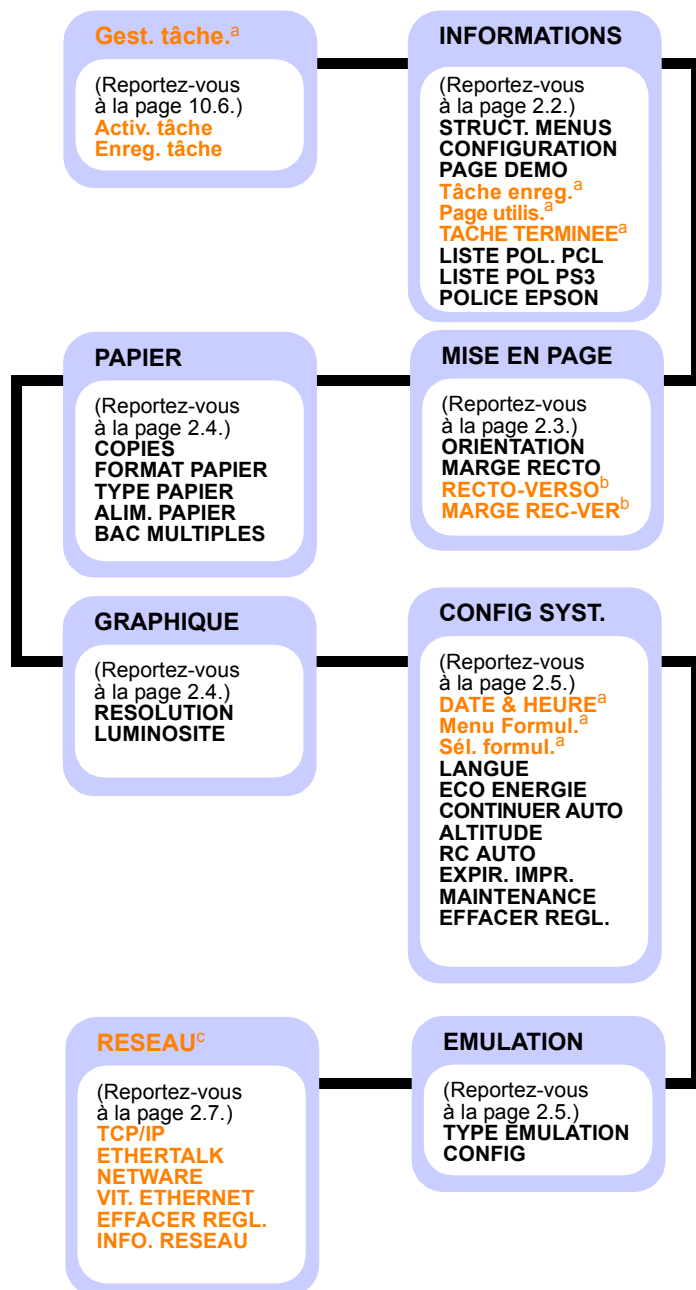 Gest. tâche.a
(Reportez-vous
à la page 10.6.)
Activ. tâche
Enreg. tâche
INFORMATIONS
(Reportez-vous
à la page 2.2.)
STRUCT. MENUS
CONFIGURATION
PAGE DEMO
Tâche enreg.a
Page utilis.a
TACHE TERMINEEa
LISTE POL. PCL
LISTE POL PS3
POLICE EPSON
PAPIER
(Reportez-vous
à la page 2.4.)
COPIES
FORMAT PAPIER
TYPE PAPIER
ALIM. PAPIER
BAC MULTIPLES
MISE EN PAGE
(Reportez-vous
à la page 2.3.)
ORIENTATION
MARGE RECTO
RECTO-VERSOb
MARGE REC-VERb
GRAPHIQUE
(Reportez-vous
à la page 2.4.)
RESOLUTION
LUMINOSITE
CONFIG SYST.
(Reportez-vous
à la page 2.5.)
DATE & HEUREa
Menu Formul.a
Sél. formul.a
LANGUE
ECO ENERGIE
CONTINUER AUTO
ALTITUDE
RC AUTO
EXPIR. IMPR.
MAINTENANCE
EFFACER REGL.
RESEAUc
(Reportez-vous
à la page 2.7.)
TCP/IP
ETHERTALK
NETWARE
VIT. ETHERNET
EFFACER REGL.
INFO. RESEAU
EMULATION
(Reportez-vous
à la page 2.5.)
TYPE EMULATION
CONFIG